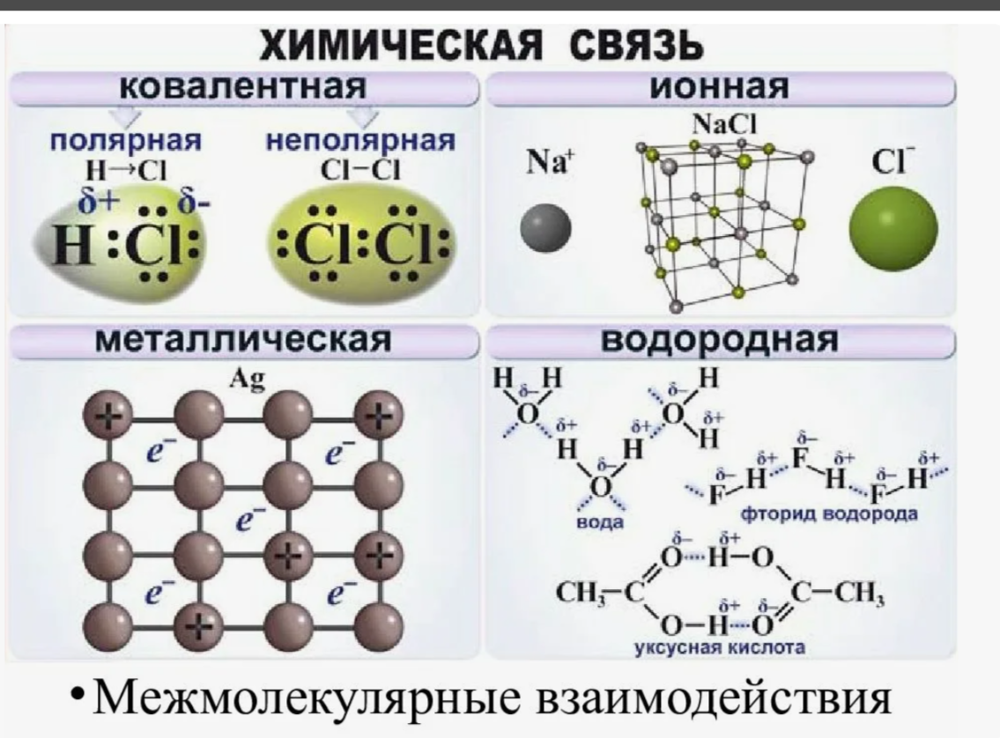 ХИМИЧЕСКАЯ СВЯЗЬ
ковалентная
полярная
H→Cl
δ+ δ-
H:Cl:
неполярная
Cl–Cl
:Cl:Cl:
ионная
NaCl
Na⁺
Cl⁻
металлическая
Ag
+ +
e⁻ e⁻
e⁻
+ +
e⁻ e⁻
+
водородная
H H
δ–
O
δ+
H
H
δ–
O
δ+
H
δ+
H
δ–
O
вода
δ–
F
δ+
H
δ–
F
δ+
H
δ–
F
δ+
H
фторид водорода
δ– δ+
O····H–O
CH₃–C
C–CH₃
δ+ δ–
O–H····O
уксусная кислота
• Межмолекулярные взаимодействия